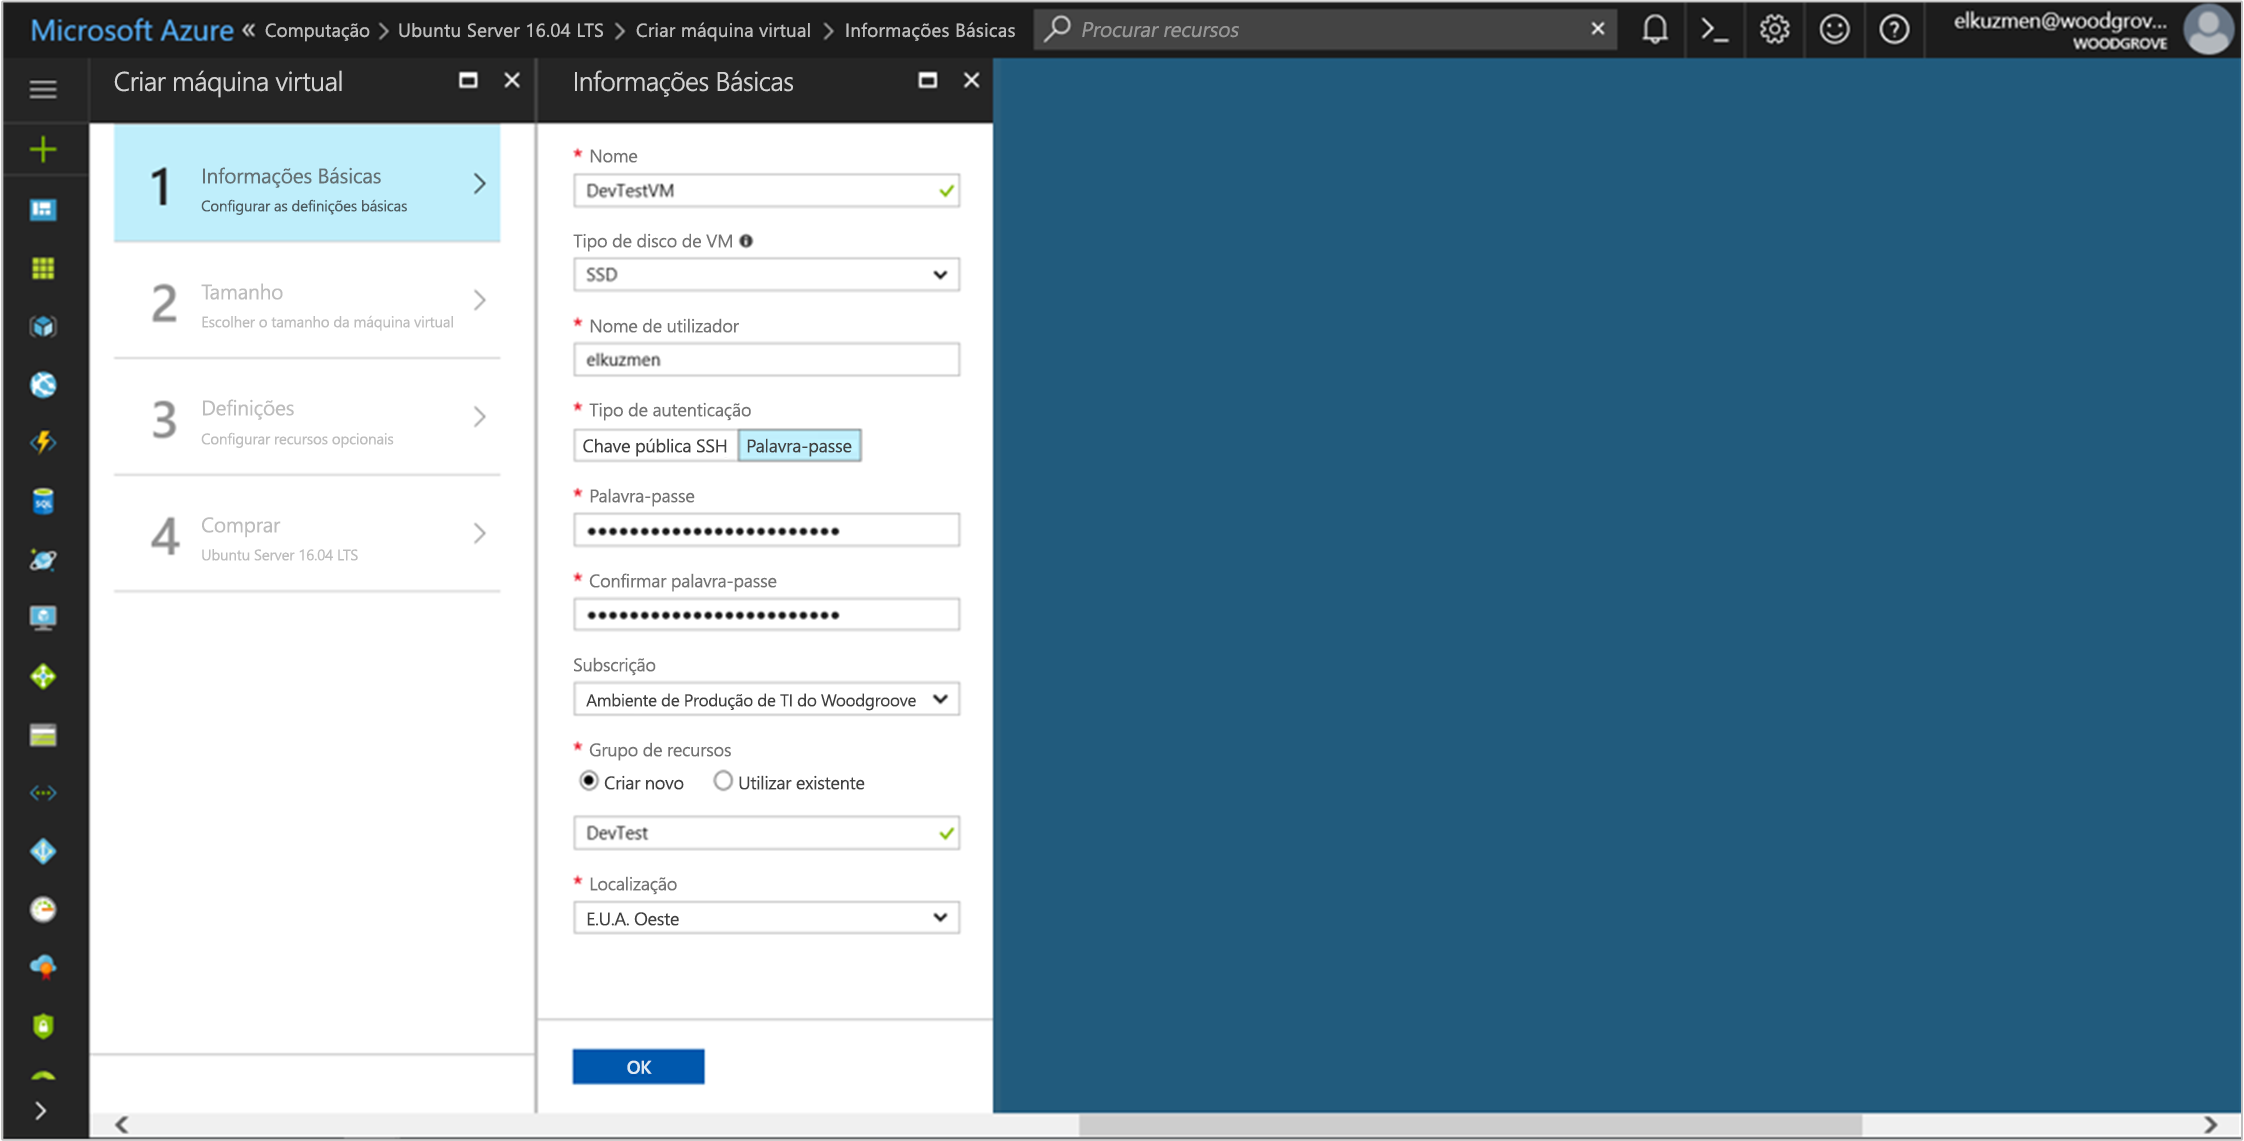 Microsoft Azure « Computação > Ubuntu Server 16.04 LTS > Criar máquina virtual > Informações Básicas
Procurar recursos
elkuzmen@woodgrov...
WOODGROVE
Criar máquina virtual
1 Informações Básicas
Configurar as definições básicas
2 Tamanho
Escolher o tamanho da máquina virtual
3 Definições
Configurar recursos opcionais
4 Comprar
Ubuntu Server 16.04 LTS
Informações Básicas
* Nome
DevTestVM
Tipo de disco de VM
SSD
* Nome de utilizador
elkuzmen
* Tipo de autenticação
Chave pública SSH Palavra-passe
* Palavra-passe
••••••••••••••••••••••••
* Confirmar palavra-passe
••••••••••••••••••••••••
Subscrição
Ambiente de Produção de TI do Woodgroove
* Grupo de recursos
Criar novo Utilizar existente
DevTest
* Localização
E.U.A. Oeste
OK
SQL